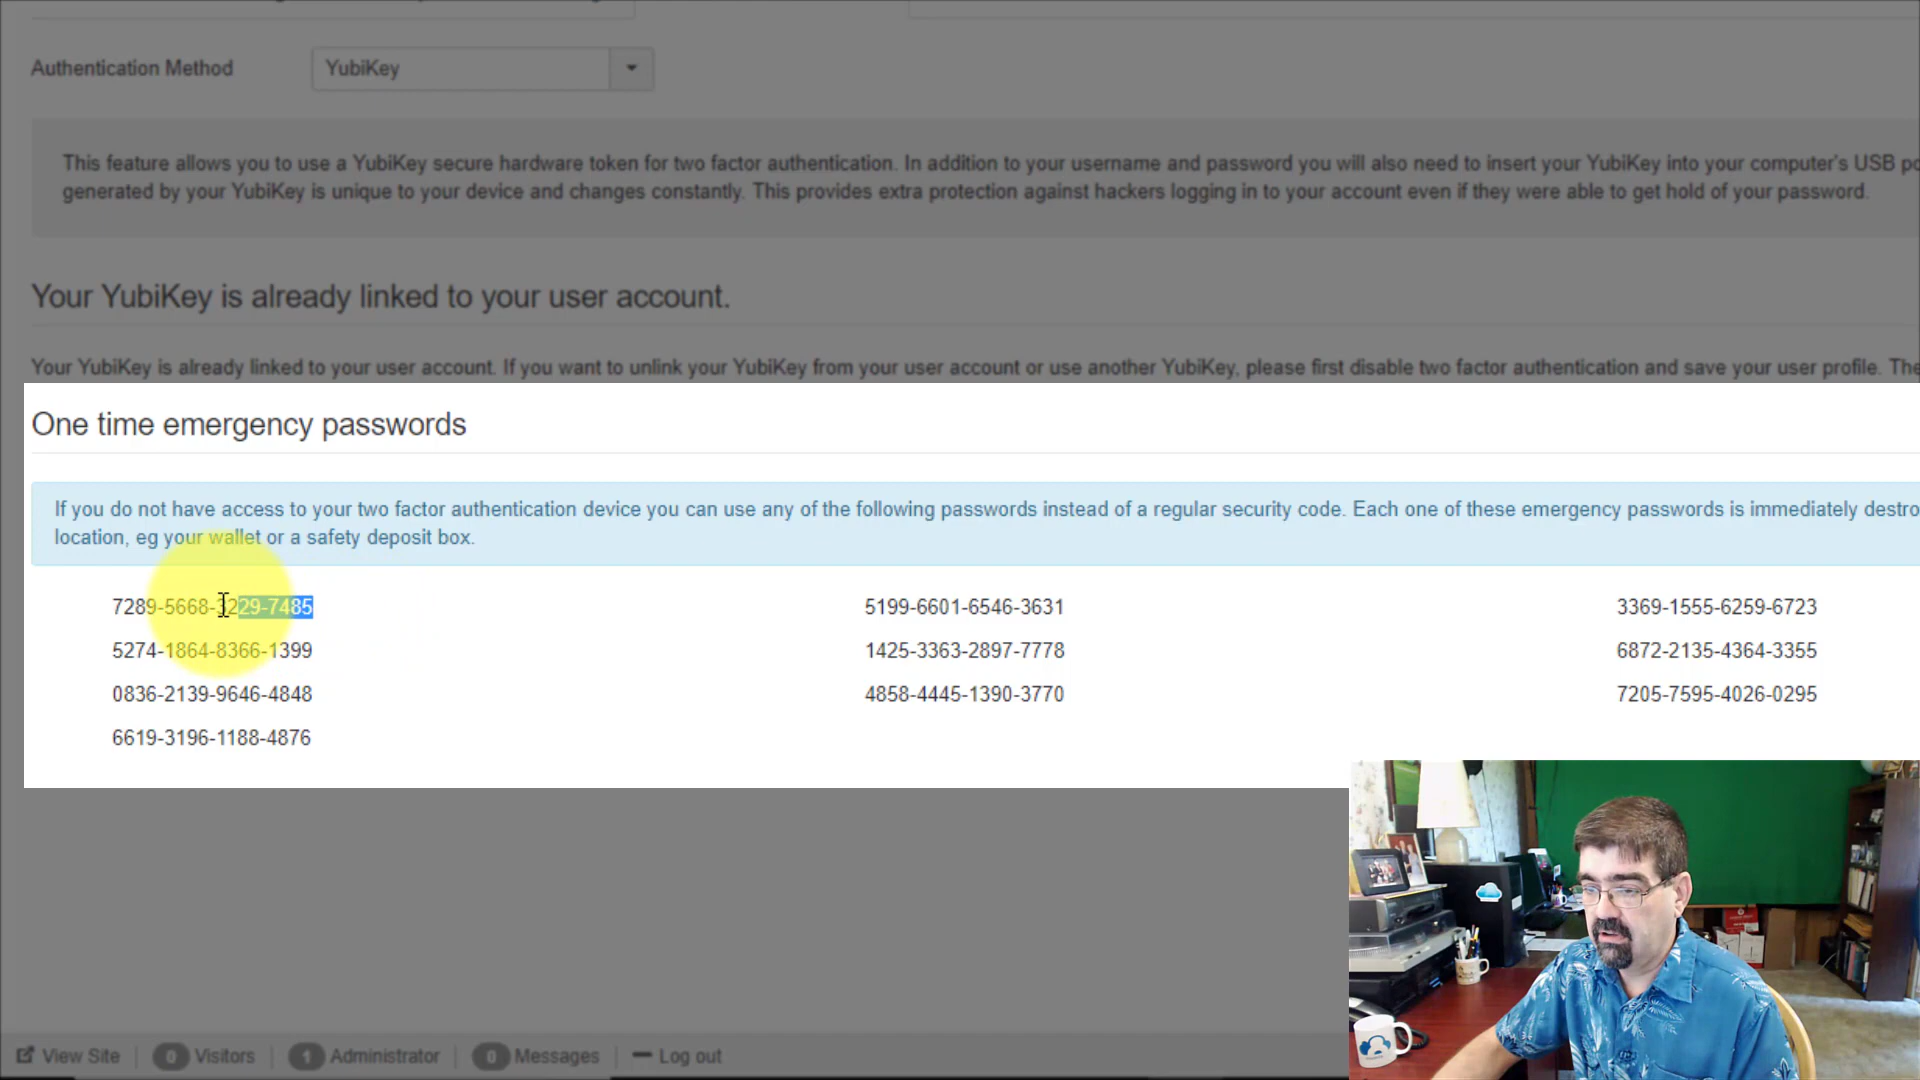 Authentication Method
YubiKey
This feature allows you to use a YubiKey secure hardware token for two factor authentication. In addition to your username and password you will also need to insert your YubiKey into your computer's USB
generated by your YubiKey is unique to your device and changes constantly. This provides extra protection against hackers logging in to your account even if they were able to get hold of your password.
Your YubiKey is already linked to your user account.
Your YubiKey is already linked to your user account. If you want to unlink your YubiKey from your user account or use another YubiKey, please first disable two factor authentication and save your user profile.
One time emergency passwords
If you do not have access to your two factor authentication device you can use any of the following passwords instead of a regular security code. Each one of these emergency passwords is immediately
location, eg your wallet or a safety deposit box.
7289-5668-3229-7485 5199-6601-6546-3631 3369-1555-6259-6723
5274-1864-8366-1399 1425-3363-2897-7778 6872-2135-4364-3355
0836-2139-9646-4848 4858-4445-1390-3770 7205-7595-4026-0295
6619-3196-1188-4876
View Site 0 Visitors 1 Administrator 0 Messages Log out